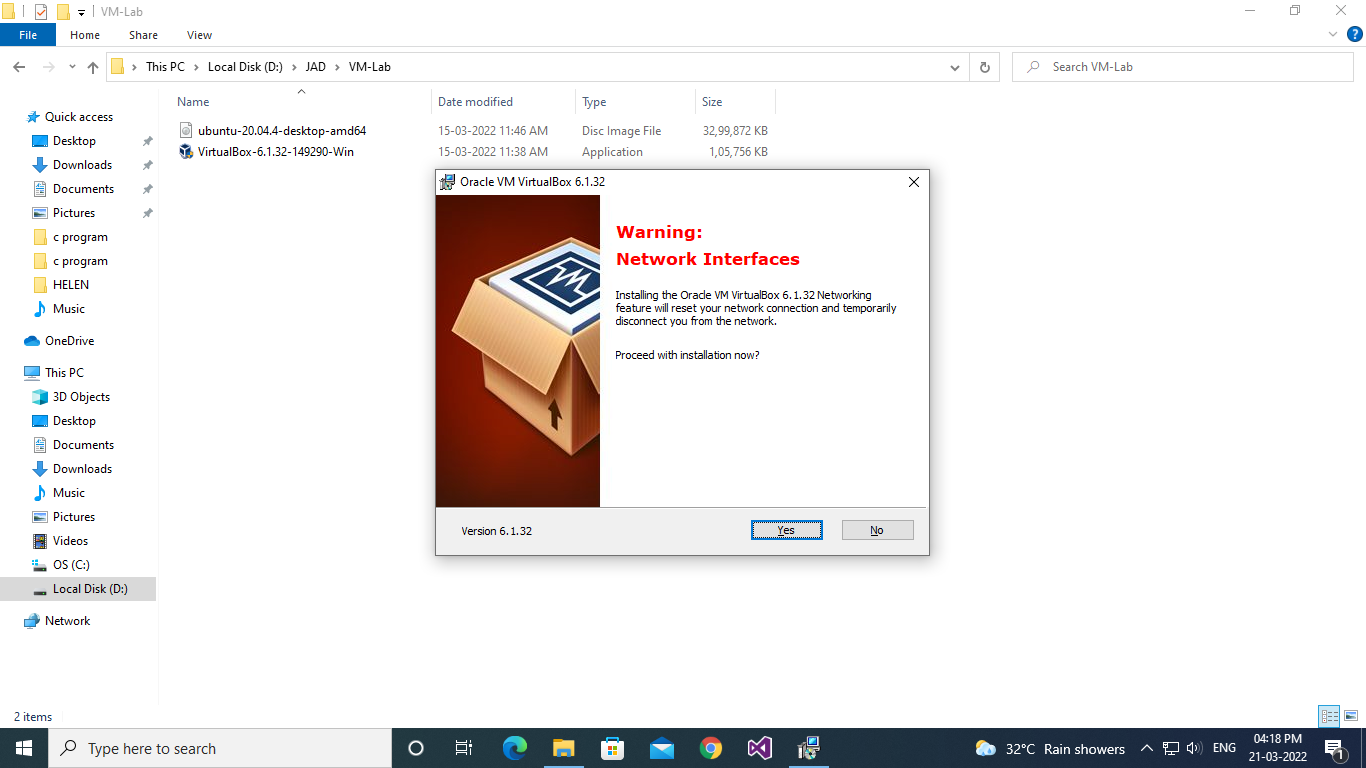 VM-Lab
File Home Share View
This PC Local Disk (D:) JAD VM-Lab
Search VM-Lab
Name Date modified Type Size
ubuntu-20.04.4-desktop-amd64 15-03-2022 11:46 AM Disc Image File 32,99,872 KB
VirtualBox-6.1.32-149290-Win 15-03-2022 11:38 AM Application 1,05,756 KB
Quick access
Desktop
Downloads
Documents
Pictures
c program
c program
HELEN
Music
OneDrive
This PC
3D Objects
Desktop
Documents
Downloads
Music
Pictures
Videos
OS (C:)
Local Disk (D:)
Network
Oracle VM VirtualBox 6.1.32
Warning:
Network Interfaces
Installing the Oracle VM VirtualBox 6.1.32 Networking
feature will reset your network connection and temporarily
disconnect you from the network.
Proceed with installation now?
Version 6.1.32
Yes No
2 items
Type here to search
32°C Rain showers
ENG
04:18 PM
21-03-2022
1